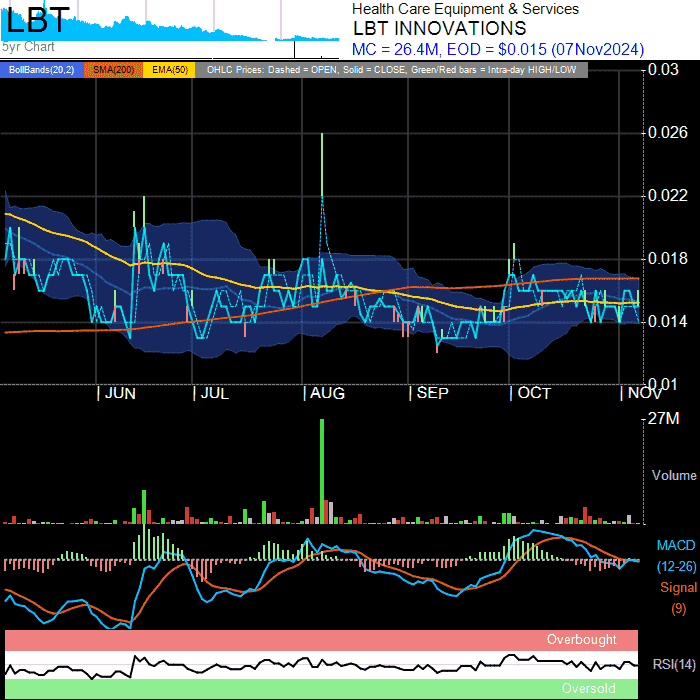 LBT
5yr Chart
Health Care Equipment & Services
LBT INNOVATIONS
MC = 26.4M, EOD = $0.015 (07Nov2024)
BollBands(20,2) SMA(200) EMA(50) OHLC Prices: Dashed = OPEN, Solid = CLOSE, Green/Red bars = Intra-day HIGH/LOW
0.03
0.026
0.022
0.018
0.014
0.01
JUN JUL AUG SEP OCT NOV
27M
Volume
MACD
(12-26)
Signal
(9)
Overbought
RSI(14)
Oversold